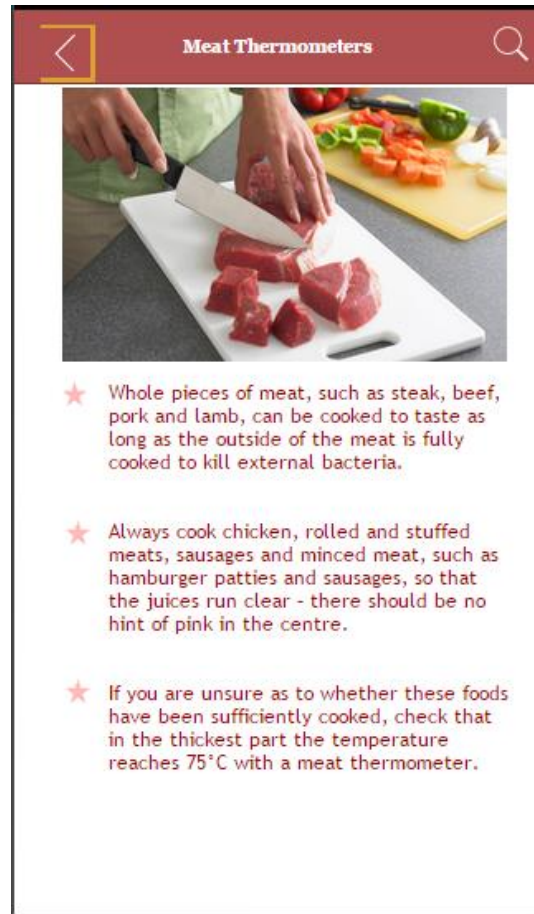 Meat Thermometers
Whole pieces of meat, such as steak, beef,
pork and lamb, can be cooked to taste as
long as the outside of the meat is fully
cooked to kill external bacteria.
Always cook chicken, rolled and stuffed
meats, sausages and minced meat, such as
hamburger patties and sausages, so that
the juices run clear – there should be no
hint of pink in the centre.
If you are unsure as to whether these foods
have been sufficiently cooked, check that
in the thickest part the temperature
reaches 75°C with a meat thermometer.